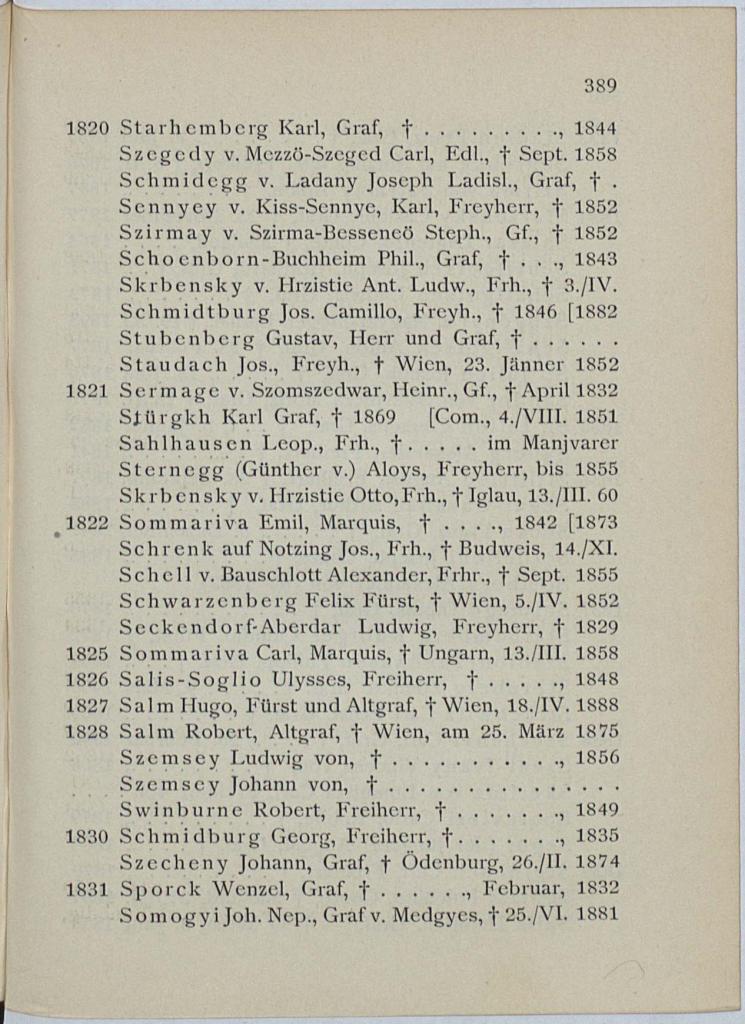 389
1820 Starhemberg Karl, Graf, † . . . . . . . . ., 1844
Szegedy v. Mezzö-Szeged Carl, Edl., † Sept. 1858
Schmidegg v. Ladany Joseph Ladisl., Graf, † .
Sennyey v. Kiss-Sennye, Karl, Freyherr, † 1852
Szirmay v. Szirma-Besseneö Steph., Gf., † 1852
Schoenborn-Buchheim Phil., Graf, † . . ., 1843
Skrbensky v. Hrzistie Ant. Ludw., Frh., † 3./IV.
Schmidtburg Jos. Camillo, Freyh., † 1846 [1882
Stubenberg Gustav, Herr und Graf, † . . . . . .
Staudach Jos., Freyh., † Wien, 23. Jänner 1852
1821 Sermage v. Szomszedwar, Heinr., Gf., † April 1832
Stürgkh Karl Graf, † 1869 [Com., 4./VIII. 1851
Sahlhausen Leop., Frh., † . . . . . im Manjvarer
Sternegg (Günther v.) Aloys, Freyherr, bis 1855
Skrbensky v. Hrzistie Otto, Frh., † Iglau, 13./III. 60
1822 Sommariva Emil, Marquis, † . . . ., 1842 [1873
Schrenk auf Notzing Jos., Frh., † Budweis, 14./XI.
Schell v. Bauschlott Alexander, Frhr., † Sept. 1855
Schwarzenberg Felix Fürst, † Wien, 5./IV. 1852
Seckendorf-Aberdar Ludwig, Freyherr, † 1829
1825 Sommariva Carl, Marquis, † Ungarn, 13./III. 1858
1826 Salis-Soglio Ulysses, Freiherr, † . . . . ., 1848
1827 Salm Hugo, Fürst und Altgraf, † Wien, 18./IV. 1888
1828 Salm Robert, Altgraf, † Wien, am 25. März 1875
Szemsey Ludwig von, † . . . . . . . . . . ., 1856
Szemsey Johann von, † . . . . . . . . . . . . . . .
Swinburne Robert, Freiherr, † . . . . . . ., 1849
1830 Schmidburg Georg, Freiherr, † . . . . . . ., 1835
Szecheny Johann, Graf, † Ödenburg, 26./II. 1874
1831 Sporck Wenzel, Graf, † . . . . . ., Februar, 1832
Somogyi Joh. Nep., Graf v. Medgyes, † 25./VI. 1881